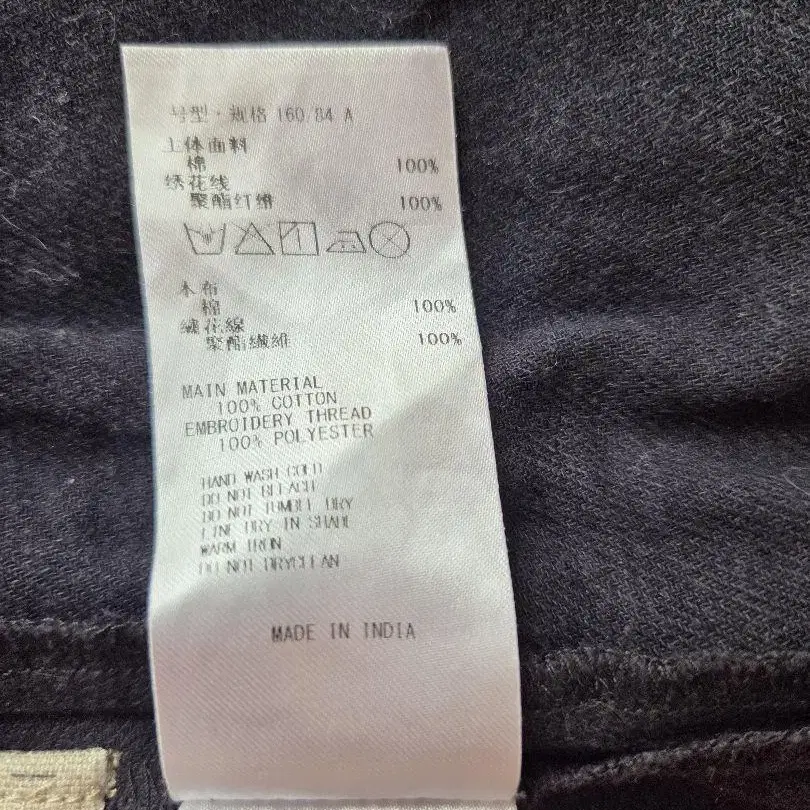 号型·规格 160/84 A
主体面料
棉 100%
绣花线
聚酯纤维 100%
本布
棉 100%
繡花線
聚酯纖維 100%
MAIN MATERIAL
100% COTTON
EMBROIDERY THREAD
100% POLYESTER
HAND WASH COLD
DO NOT BLEACH
DO NOT TUMBLE DRY
LINE DRY IN SHADE
WARM IRON
DO NOT DRYCLEAN
MADE IN INDIA